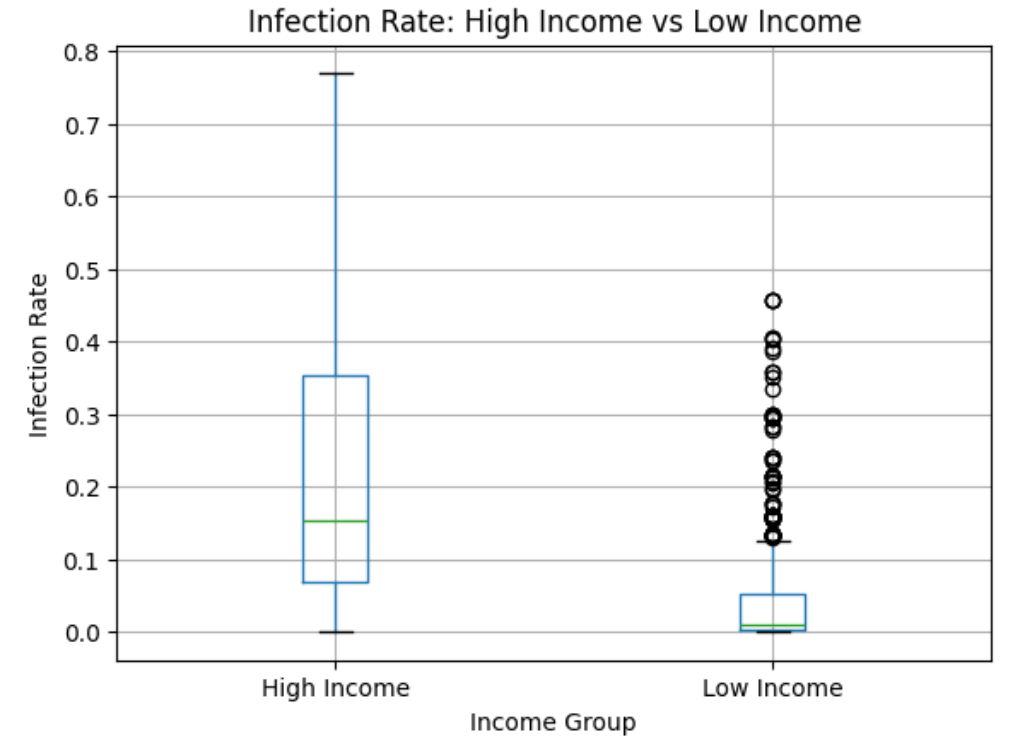 Infection Rate: High Income vs Low Income
0.8
0.7
0.6
0.5
0.4
0.3
0.2
0.1
0.0
Infection Rate
High Income
Low Income
Income Group